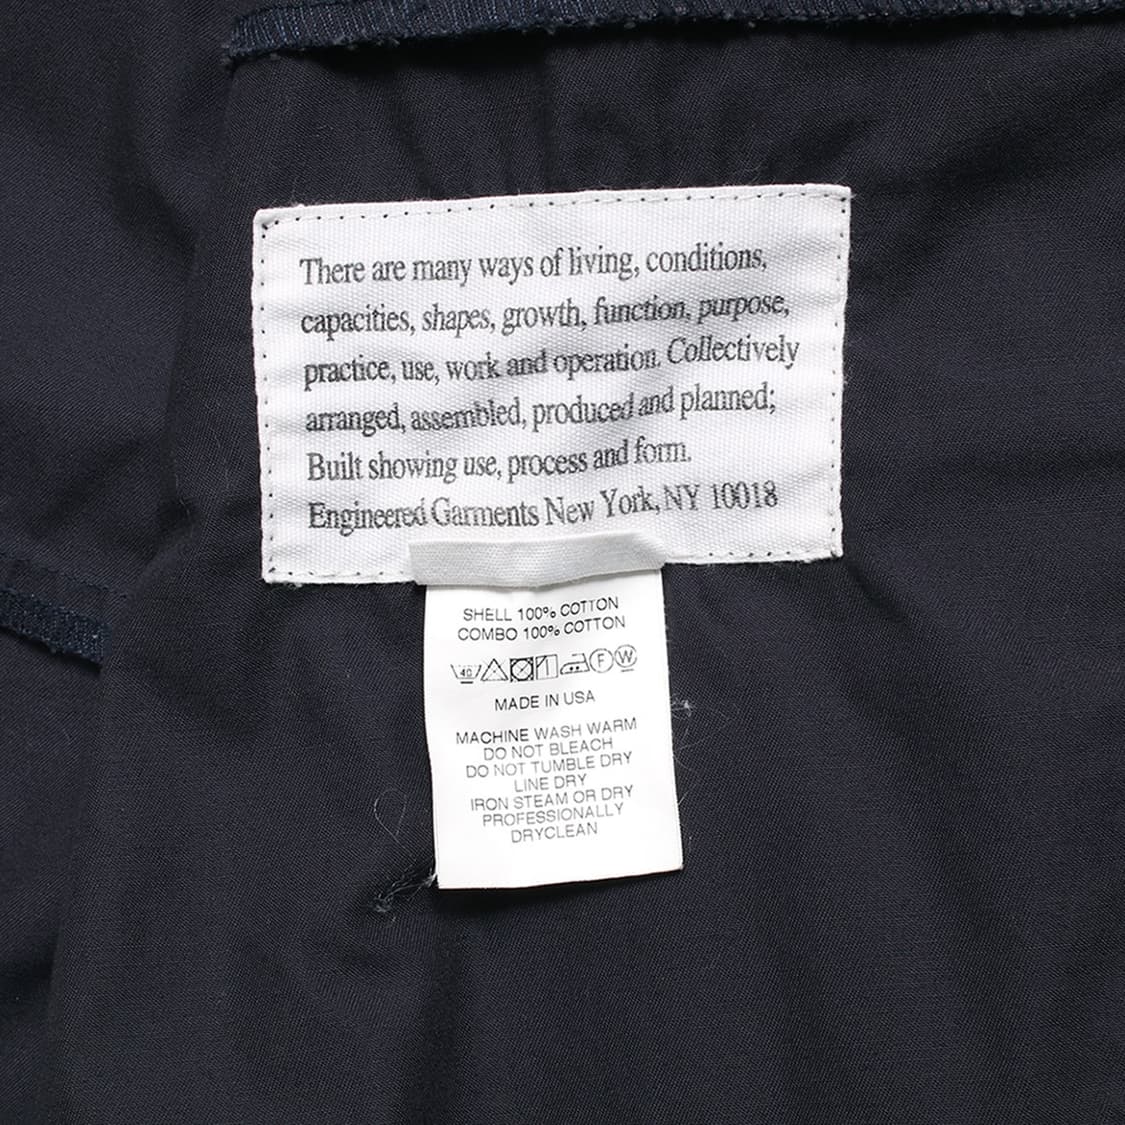 There are many ways of living, conditions,
capacities, shapes, growth, function, purpose,
practice, use, work and operation. Collectively
arranged, assembled, produced and planned;
Built showing use, process and form.
Engineered Garments New York, NY 10018
SHELL 100% COTTON
COMBO 100% COTTON
40 F W
MADE IN USA
MACHINE WASH WARM
DO NOT BLEACH
DO NOT TUMBLE DRY
LINE DRY
IRON STEAM OR DRY
PROFESSIONALLY
DRYCLEAN